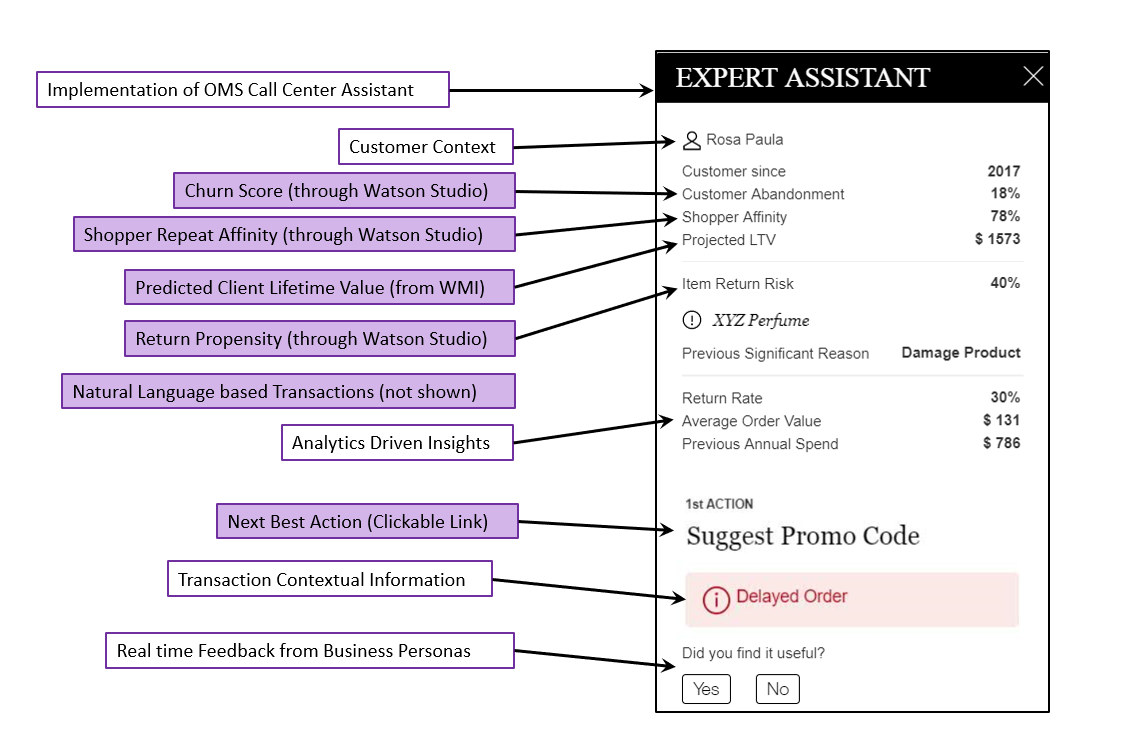 Implementation of OMS Call Center Assistant
Customer Context
Churn Score (through Watson Studio)
Shopper Repeat Affinity (through Watson Studio)
Predicted Client Lifetime Value (from WMI)
Return Propensity (through Watson Studio)
Natural Language based Transactions (not shown)
Analytics Driven Insights
Next Best Action (Clickable Link)
Transaction Contextual Information
Real time Feedback from Business Personas
EXPERT ASSISTANT
Rosa Paula
Customer since 2017
Customer Abandonment 18%
Shopper Affinity 78%
Projected LTV $ 1573
Item Return Risk 40%
XYZ Perfume
Previous Significant Reason Damage Product
Return Rate 30%
Average Order Value $ 131
Previous Annual Spend $ 786
1st ACTION
Suggest Promo Code
Delayed Order
Did you find it useful?
Yes No